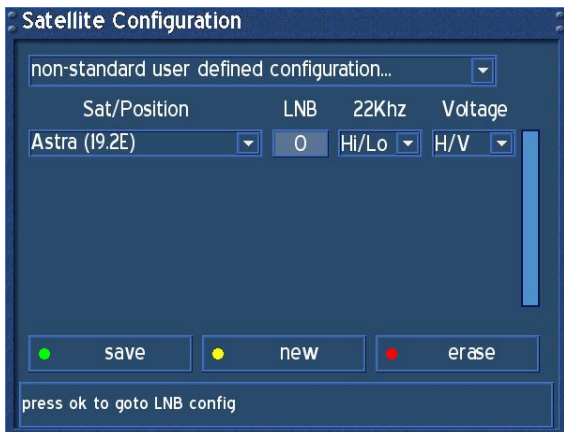 Satellite Configuration
non-standard user defined configuration...
Sat/Position LNB 22Khz Voltage
Astra (19.2E) 0 Hi/Lo H/V
save new erase
press ok to goto LNB config